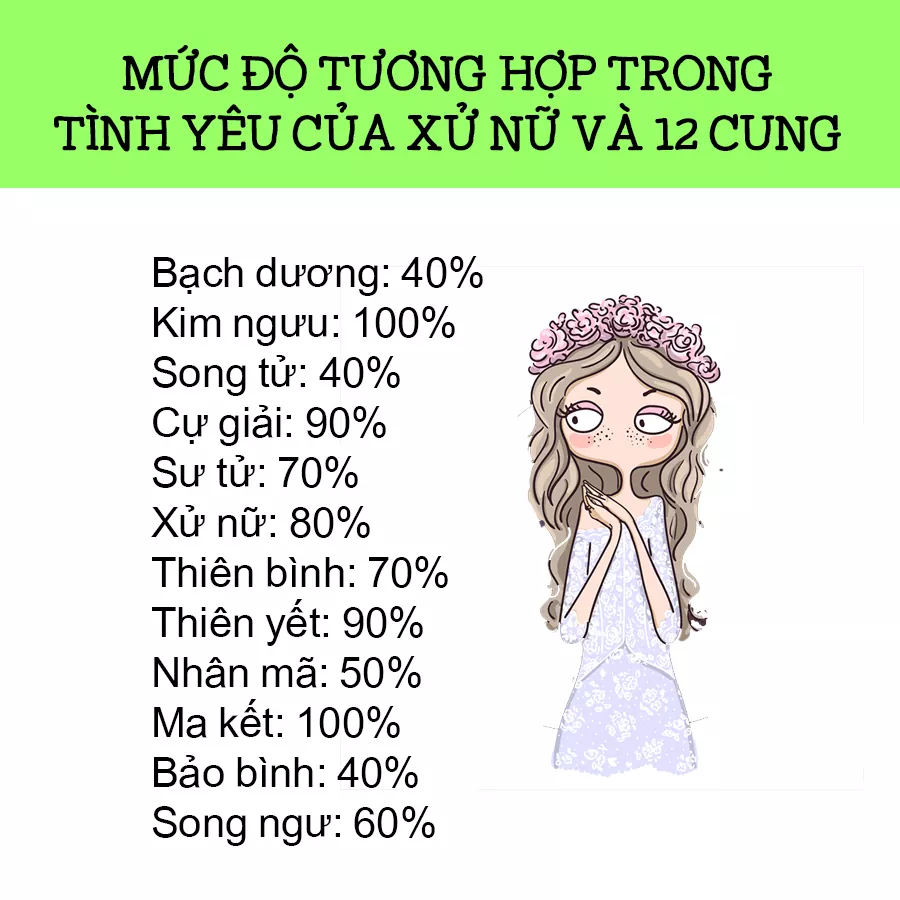 MỨC ĐỘ TƯƠNG HỢP TRONG
TÌNH YÊU CỦA XỬ NỮ VÀ 12 CUNG
Bạch dương: 40%
Kim ngưu: 100%
Song tử: 40%
Cự giải: 90%
Sư tử: 70%
Xử nữ: 80%
Thiên bình: 70%
Thiên yết: 90%
Nhân mã: 50%
Ma kết: 100%
Bảo bình: 40%
Song ngư: 60%